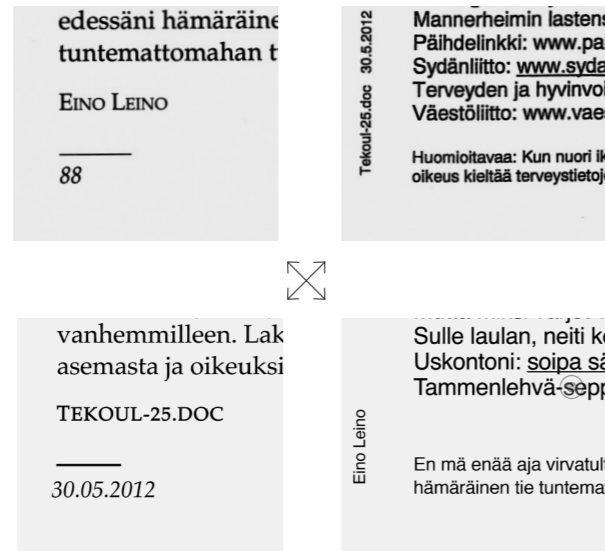 edessäni hämäräine
tuntemattomahan t
EINO LEINO
88
Tekoul-25.doc 30.5.2012
Mannerheimin lastens
Päihdelinkki: www.pa
Sydänliitto: www.syda
Terveyden ja hyvinvoi
Väestöliitto: www.vaes
Huomioitavaa: Kun nuori ik
oikeus kieltää terveystietoje
vanhemmilleen. Lak
asemasta ja oikeuksi
TEKOUL-25.DOC
30.05.2012
Eino Leino
Sulle laulan, neiti ko
Uskontoni: soipa sä
Tammenlehvä-sepp
En mä enää aja virvatult
hämäräinen tie tuntemat